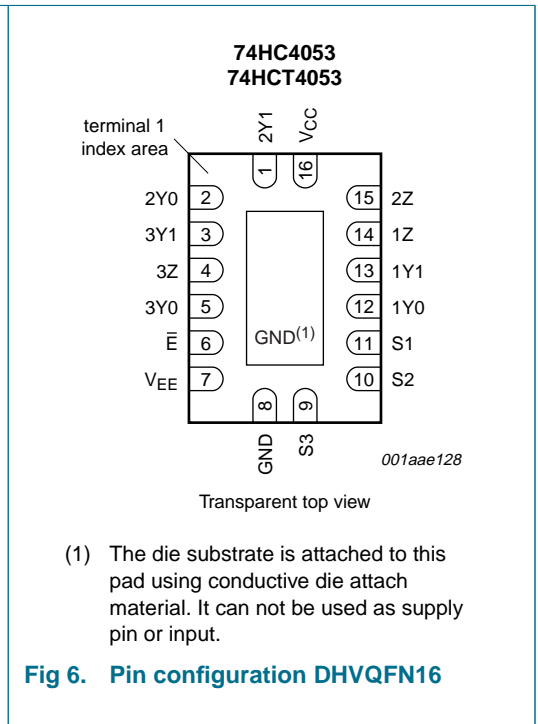 74HC4053
74HCT4053
terminal 1
index area
2Y1
VCC
1
16
2Y0 2
15 2Z
3Y1 3
14 1Z
3Z 4
13 1Y1
3Y0 5
12 1Y0
E̅ 6
11 S1
VEE 7
10 S2
GND(1)
8
9
GND
S3
001aae128
Transparent top view
(1) The die substrate is attached to this
pad using conductive die attach
material. It can not be used as supply
pin or input.
Fig 6. Pin configuration DHVQFN16